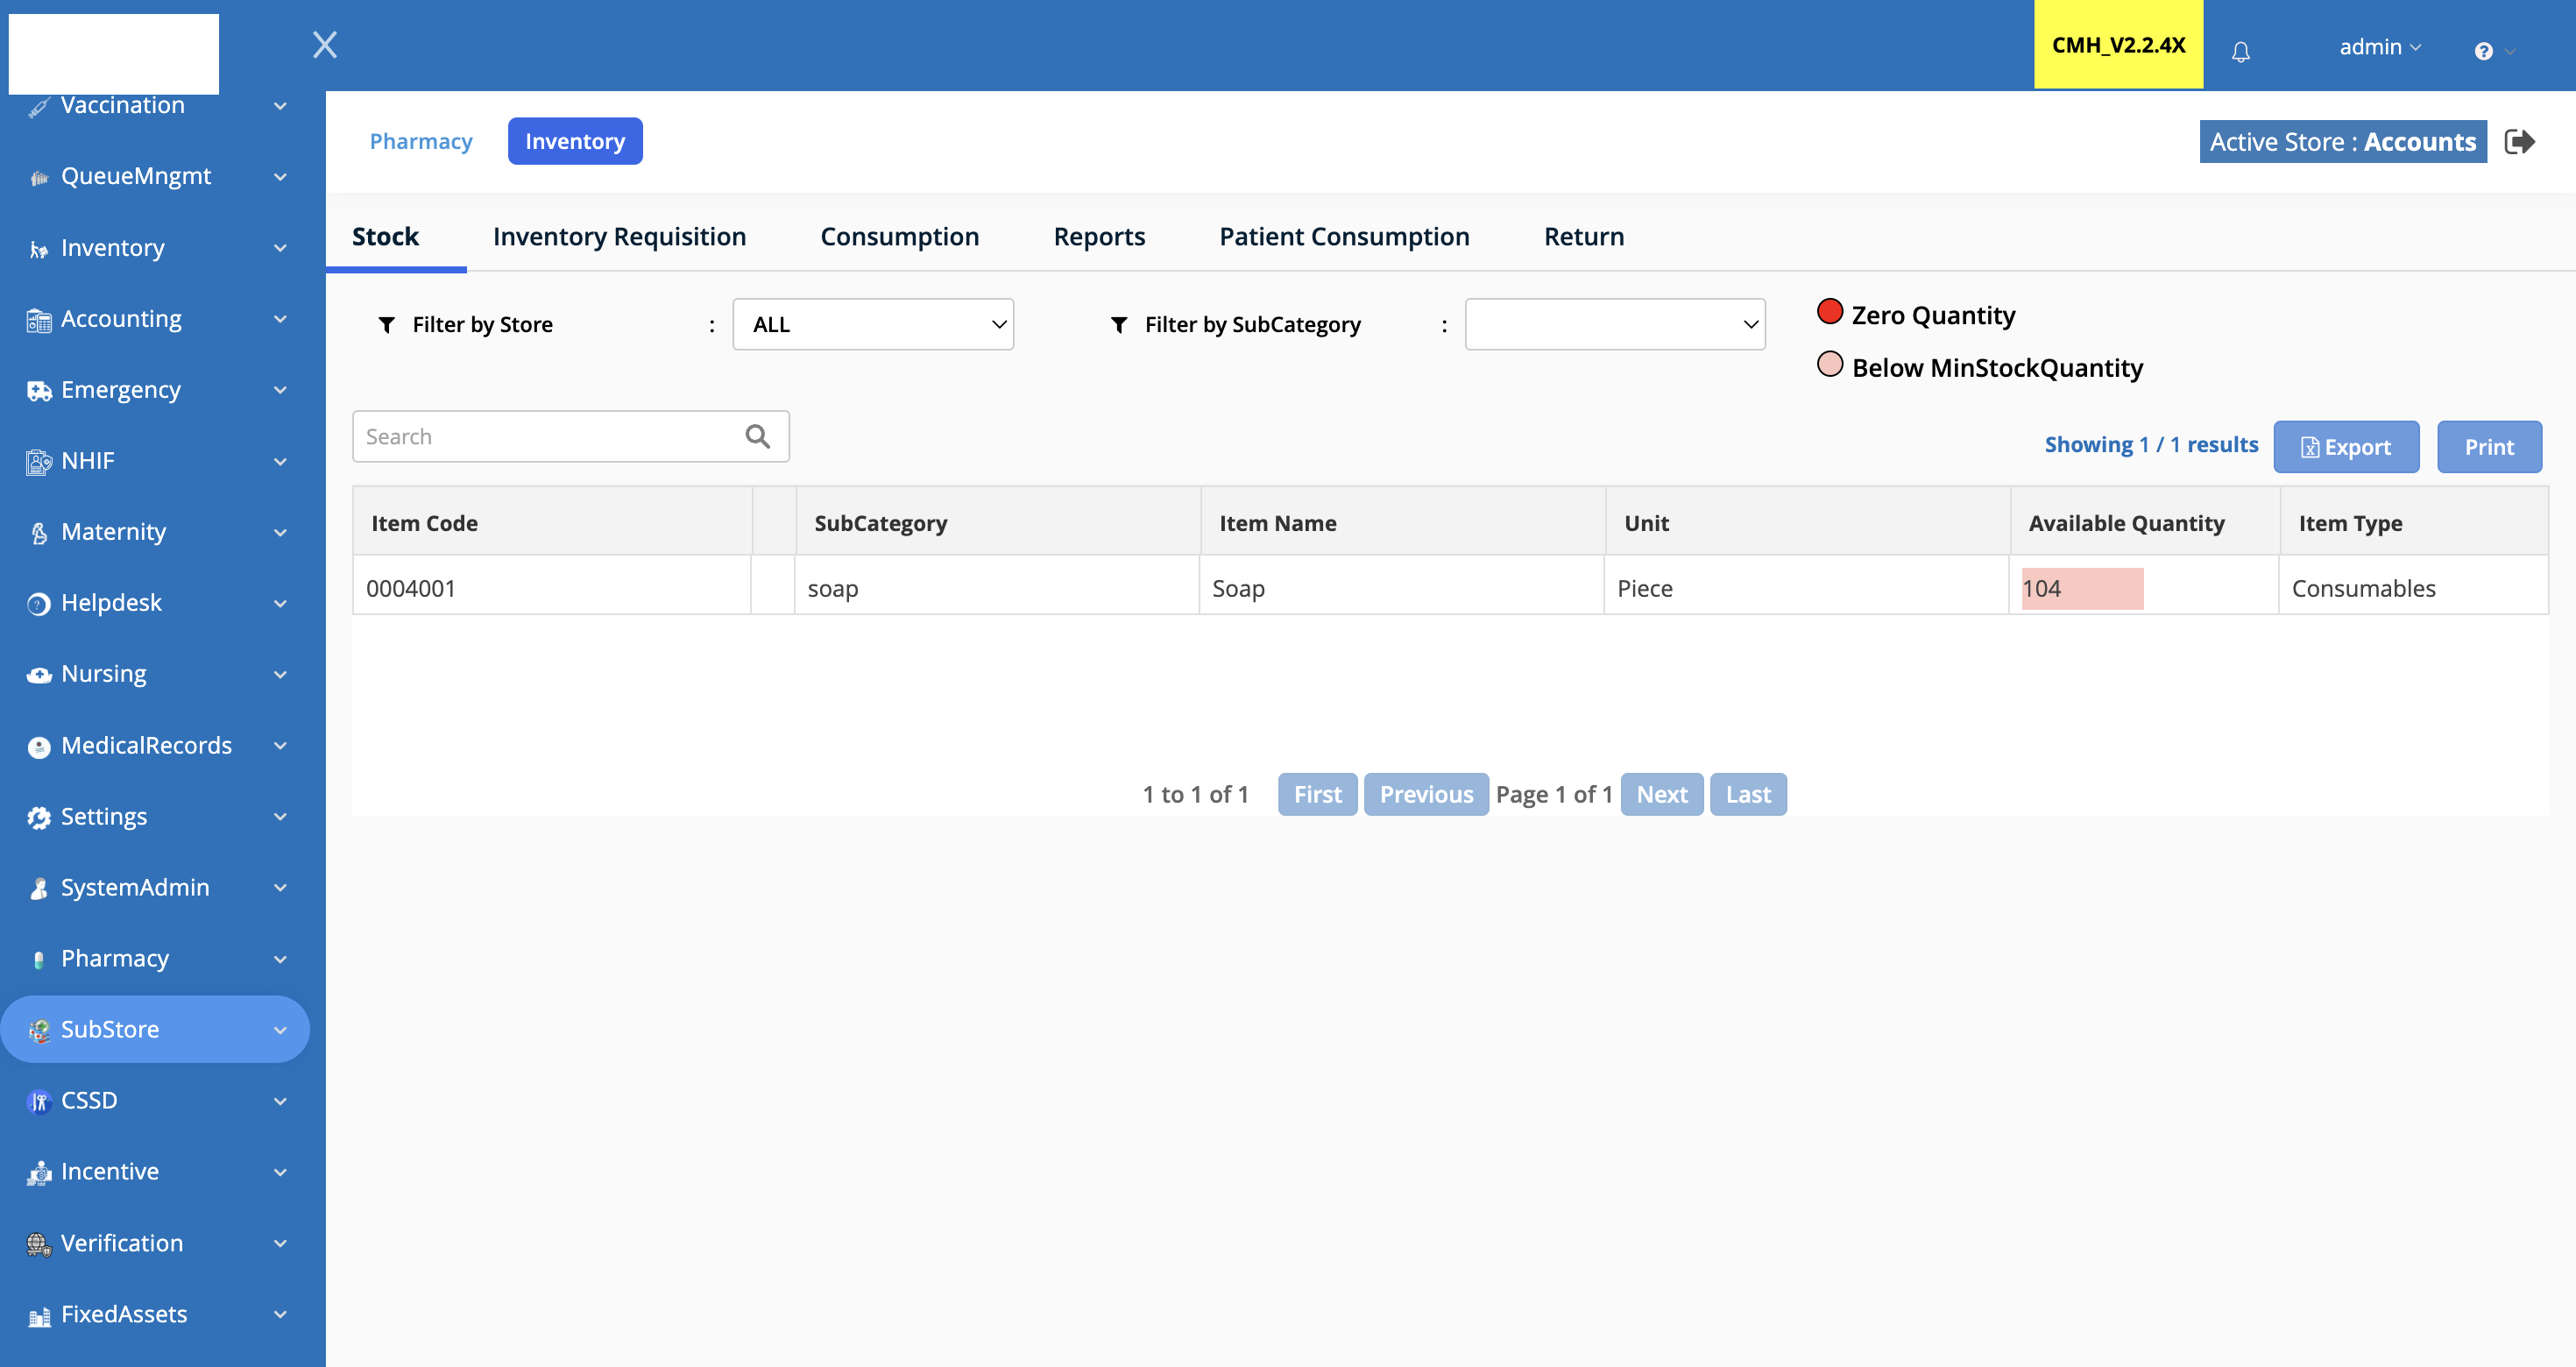 CMH_V2.2.4X
admin
Vaccination
QueueMngmt
Inventory
Accounting
Emergency
NHIF
Maternity
Helpdesk
Nursing
MedicalRecords
Settings
SystemAdmin
Pharmacy
SubStore
CSSD
Incentive
Verification
FixedAssets
Pharmacy Inventory
Active Store : Accounts
Stock Inventory Requisition Consumption Reports Patient Consumption Return
Filter by Store : ALL Filter by SubCategory :
Zero Quantity
Below MinStockQuantity
Search
Showing 1 / 1 results Export Print
Item Code SubCategory Item Name Unit Available Quantity Item Type
0004001 soap Soap Piece 104 Consumables
1 to 1 of 1 First Previous Page 1 of 1 Next Last